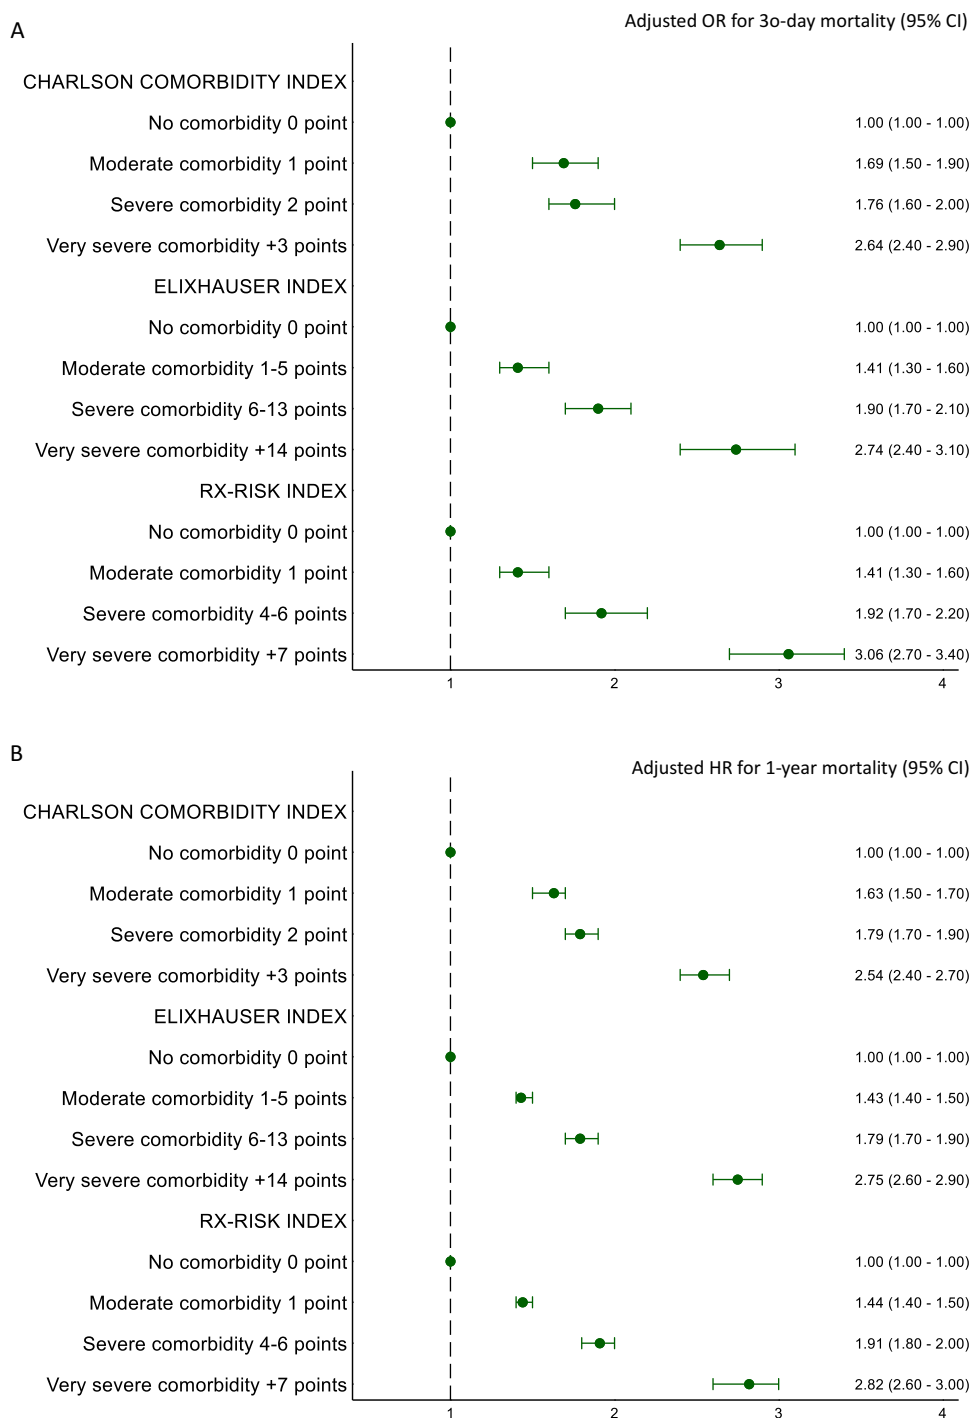 A
Adjusted OR for 3o-day mortality (95% CI)
CHARLSON COMORBIDITY INDEX
No comorbidity 0 point 1.00 (1.00 - 1.00)
Moderate comorbidity 1 point 1.69 (1.50 - 1.90)
Severe comorbidity 2 point 1.76 (1.60 - 2.00)
Very severe comorbidity +3 points 2.64 (2.40 - 2.90)
ELIXHAUSER INDEX
No comorbidity 0 point 1.00 (1.00 - 1.00)
Moderate comorbidity 1-5 points 1.41 (1.30 - 1.60)
Severe comorbidity 6-13 points 1.90 (1.70 - 2.10)
Very severe comorbidity +14 points 2.74 (2.40 - 3.10)
RX-RISK INDEX
No comorbidity 0 point 1.00 (1.00 - 1.00)
Moderate comorbidity 1 point 1.41 (1.30 - 1.60)
Severe comorbidity 4-6 points 1.92 (1.70 - 2.20)
Very severe comorbidity +7 points 3.06 (2.70 - 3.40)
1 2 3 4
B
Adjusted HR for 1-year mortality (95% CI)
CHARLSON COMORBIDITY INDEX
No comorbidity 0 point 1.00 (1.00 - 1.00)
Moderate comorbidity 1 point 1.63 (1.50 - 1.70)
Severe comorbidity 2 point 1.79 (1.70 - 1.90)
Very severe comorbidity +3 points 2.54 (2.40 - 2.70)
ELIXHAUSER INDEX
No comorbidity 0 point 1.00 (1.00 - 1.00)
Moderate comorbidity 1-5 points 1.43 (1.40 - 1.50)
Severe comorbidity 6-13 points 1.79 (1.70 - 1.90)
Very severe comorbidity +14 points 2.75 (2.60 - 2.90)
RX-RISK INDEX
No comorbidity 0 point 1.00 (1.00 - 1.00)
Moderate comorbidity 1 point 1.44 (1.40 - 1.50)
Severe comorbidity 4-6 points 1.91 (1.80 - 2.00)
Very severe comorbidity +7 points 2.82 (2.60 - 3.00)
1 2 3 4